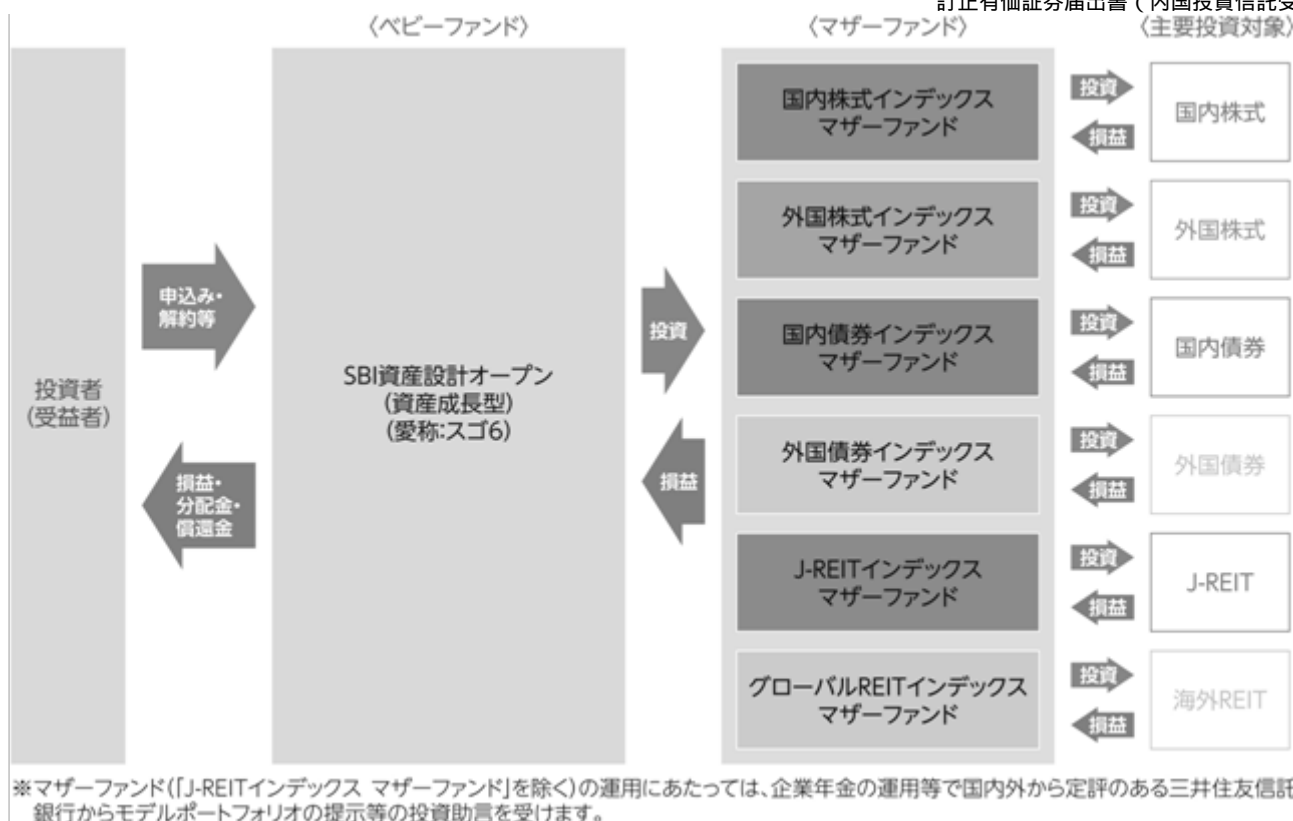 訂正有価証券届出書(内国投資信託受
〈ベビーファンド〉
〈マザーファンド〉
〈主要投資対象〉
投資者
(受益者)
申込み・
解約等
損益・
分配金・
償還金
SBI資産設計オープン
(資産成長型)
(愛称:スゴ6)
投資
損益
国内株式インデックス
マザーファンド
投資
損益
国内株式
外国株式インデックス
マザーファンド
投資
損益
外国株式
国内債券インデックス
マザーファンド
投資
損益
国内債券
外国債券インデックス
マザーファンド
投資
損益
外国債券
J-REITインデックス
マザーファンド
投資
損益
J-REIT
グローバルREITインデックス
マザーファンド
投資
損益
海外REIT
※マザーファンド(「J-REITインデックス マザーファンド」を除く)の運用にあたっては、企業年金の運用等で国内外から定評のある三井住友信託
銀行からモデルポートフォリオの提示等の投資助言を受けます。